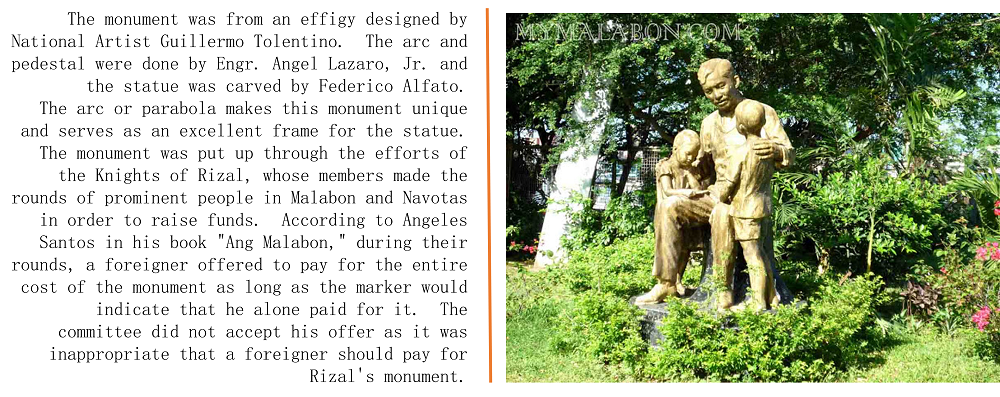 The monument was from an effigy designed by
National Artist Guillermo Tolentino. The arc and
pedestal were done by Engr. Angel Lazaro, Jr. and
the statue was carved by Federico Alfato.
The arc or parabola makes this monument unique
and serves as an excellent frame for the statue.
The monument was put up through the efforts of
the Knights of Rizal, whose members made the
rounds of prominent people in Malabon and Navotas
in order to raise funds. According to Angeles
Santos in his book "Ang Malabon," during their
rounds, a foreigner offered to pay for the entire
cost of the monument as long as the marker would
indicate that he alone paid for it. The
committee did not accept his offer as it was
inappropriate that a foreigner should pay for
Rizal's monument.
MYMALABON.COM